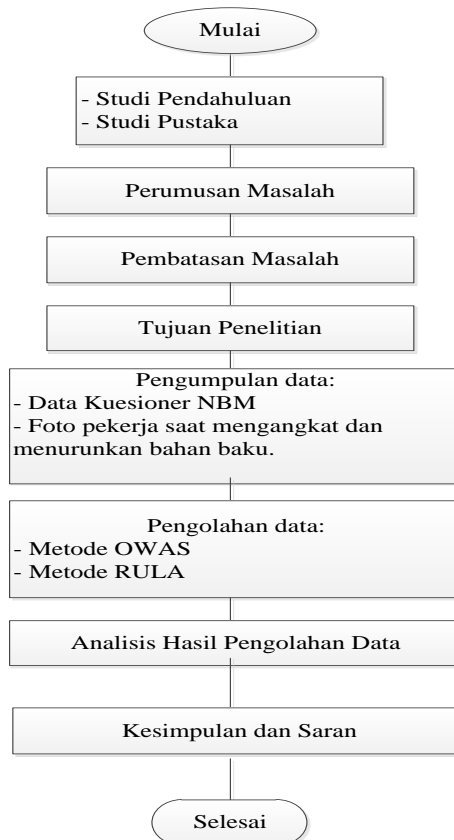 Mulai
- Studi Pendahuluan
- Studi Pustaka
Perumusan Masalah
Pembatasan Masalah
Tujuan Penelitian
Pengumpulan data:
- Data Kuesioner NBM
- Foto pekerja saat mengangkat dan
menurunkan bahan baku.
Pengolahan data:
- Metode OWAS
- Metode RULA
Analisis Hasil Pengolahan Data
Kesimpulan dan Saran
Selesai